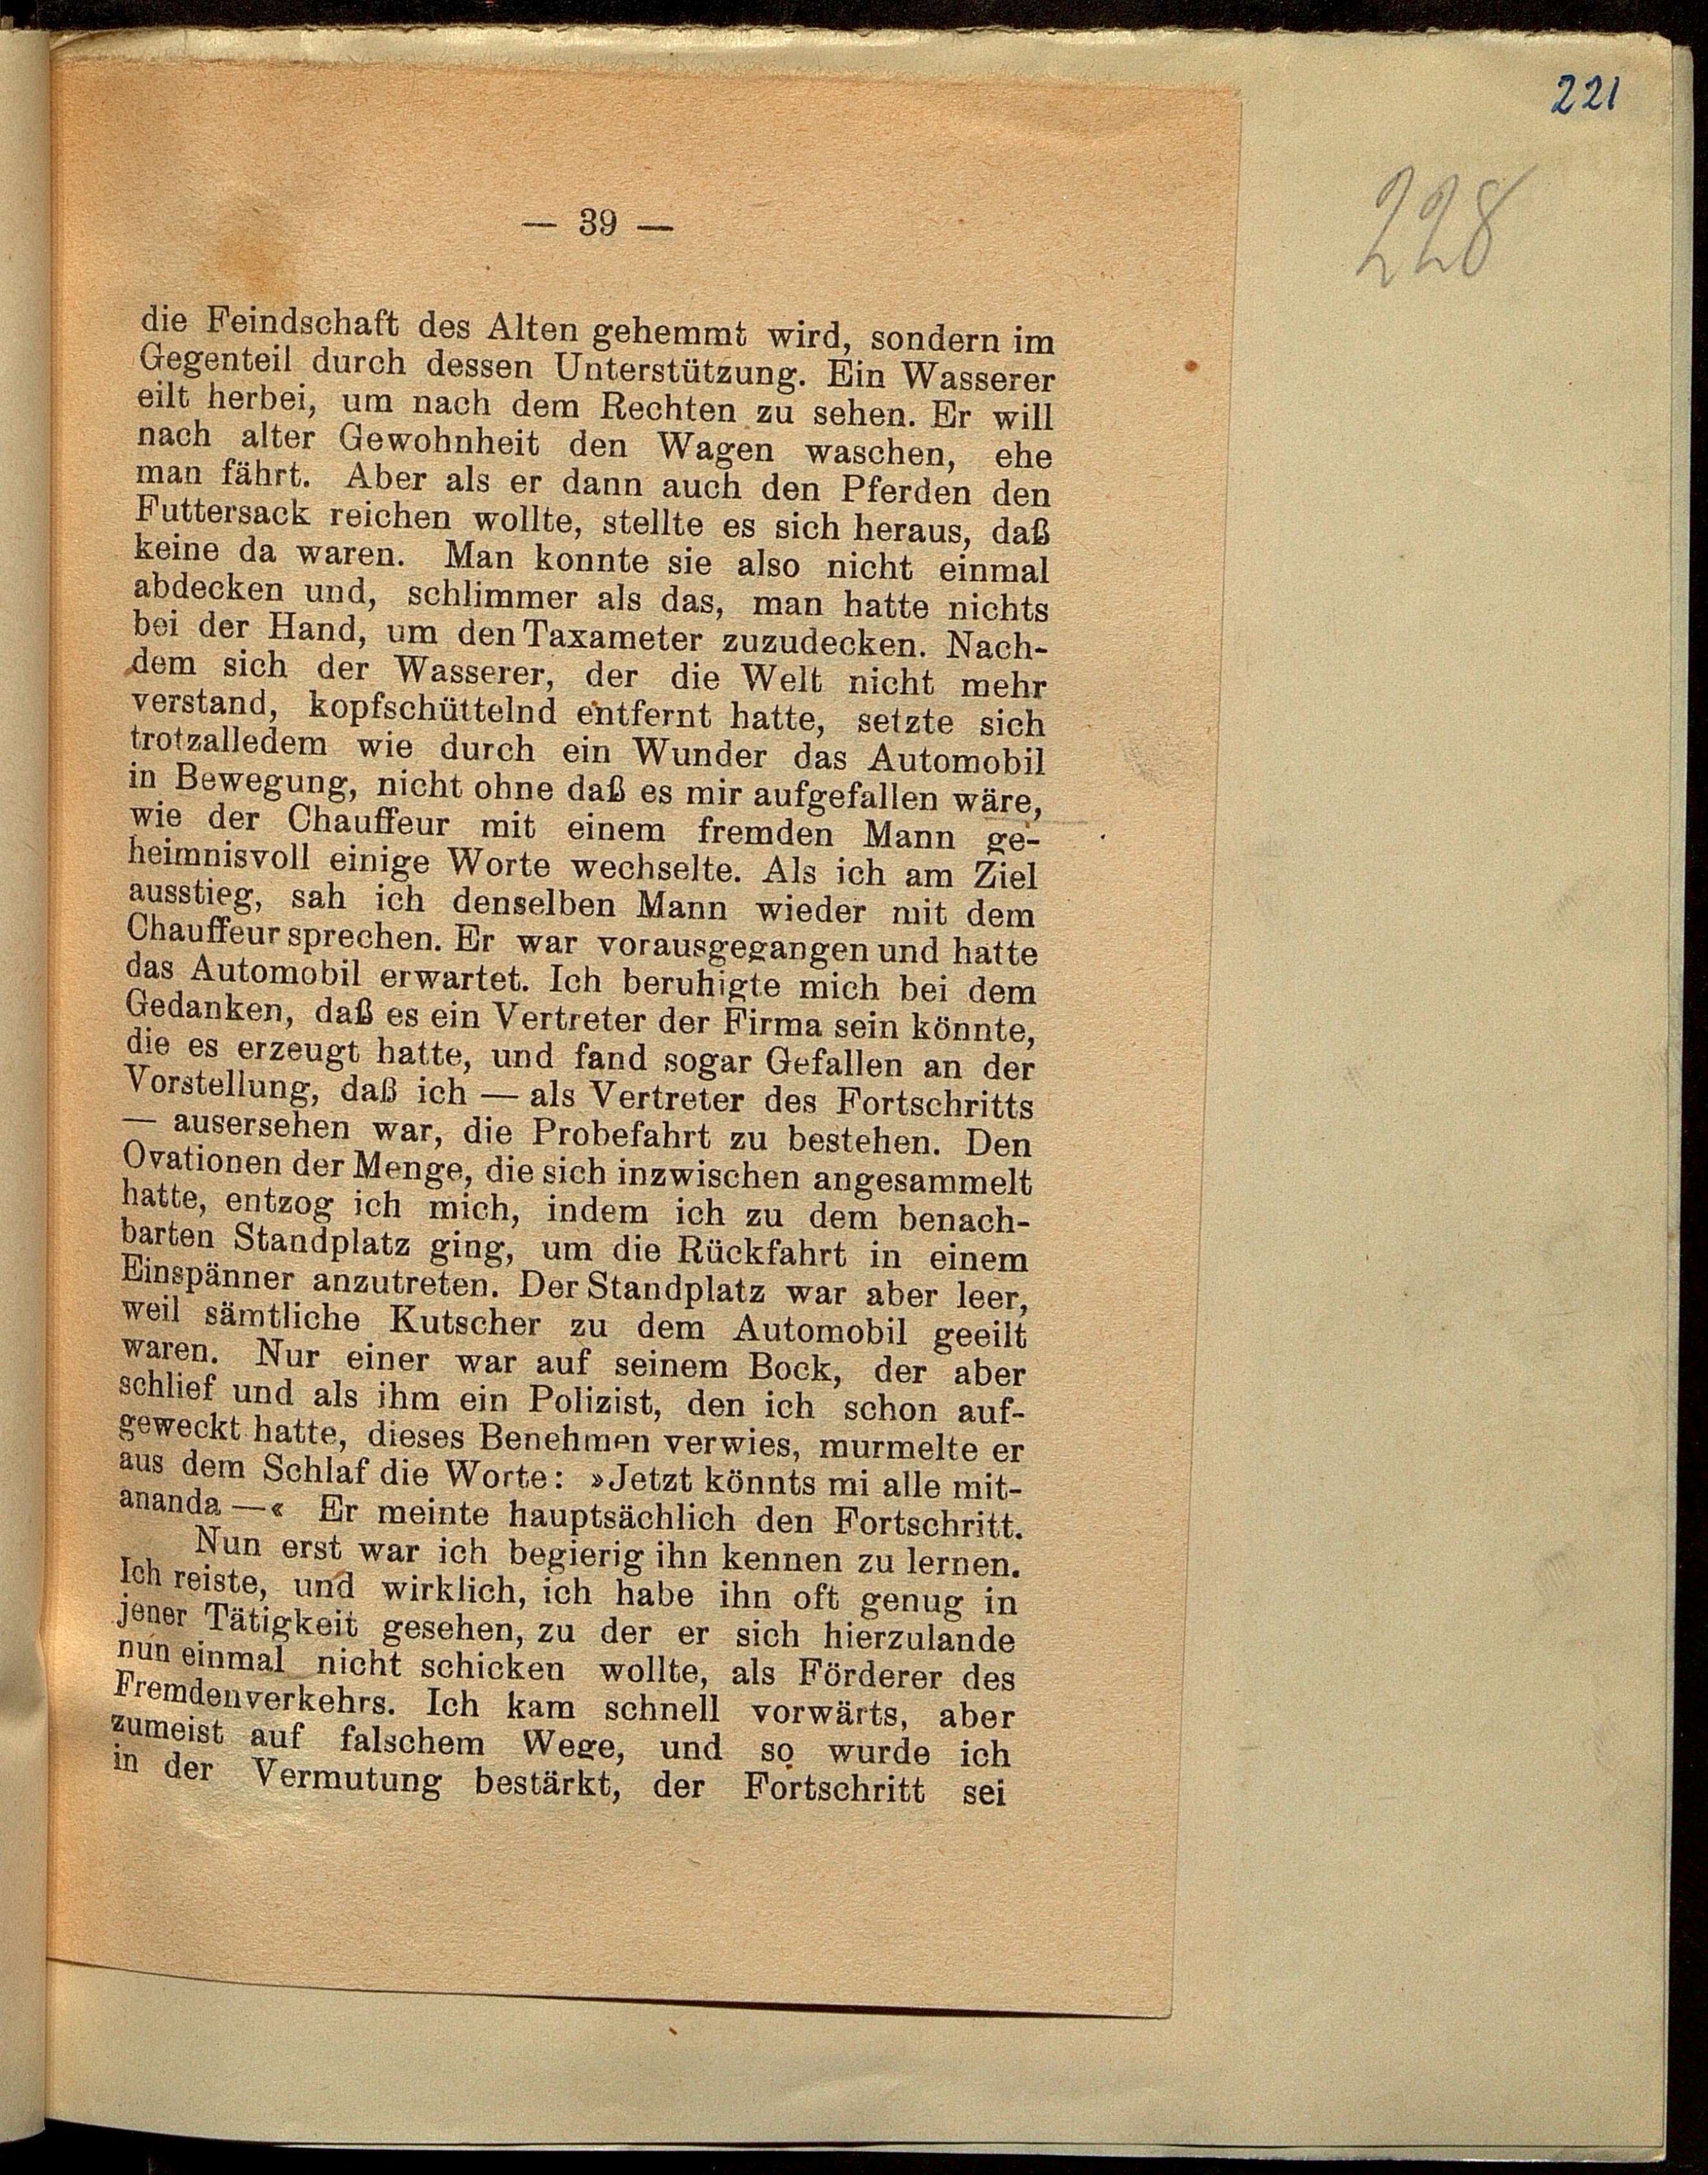 221
228
— 39 —
die Feindschaft des Alten gehemmt wird, sondern im
Gegenteil durch dessen Unterstützung. Ein Wasserer
eilt herbei, um nach dem Rechten zu sehen. Er will
nach alter Gewohnheit den Wagen waschen, ehe
man fährt. Aber als er dann auch den Pferden den
Futtersack reichen wollte, stellte es sich heraus, daß
keine da waren. Man konnte sie also nicht einmal
abdecken und, schlimmer als das, man hatte nichts
bei der Hand, um den Taxameter zuzudecken. Nach-
dem sich der Wasserer, der die Welt nicht mehr
verstand, kopfschüttelnd entfernt hatte, setzte sich
trotzalledem wie durch ein Wunder das Automobil
in Bewegung, nicht ohne daß es mir aufgefallen wäre,
wie der Chauffeur mit einem fremden Mann ge-
heimnisvoll einige Worte wechselte. Als ich am Ziel
ausstieg, sah ich denselben Mann wieder mit dem
Chauffeur sprechen. Er war vorausgegangen und hatte
das Automobil erwartet. Ich beruhigte mich bei dem
Gedanken, daß es ein Vertreter der Firma sein könnte,
die es erzeugt hatte, und fand sogar Gefallen an der
Vorstellung, daß ich — als Vertreter des Fortschritts
— ausersehen war, die Probefahrt zu bestehen. Den
Ovationen der Menge, die sich inzwischen angesammelt
hatte, entzog ich mich, indem ich zu dem benach-
barten Standplatz ging, um die Rückfahrt in einem
Einspänner anzutreten. Der Standplatz war aber leer,
weil sämtliche Kutscher zu dem Automobil geeilt
waren. Nur einer war auf seinem Bock, der aber
schlief und als ihm ein Polizist, den ich schon auf-
geweckt hatte, dieses Benehmen verwies, murmelte er
aus dem Schlaf die Worte: »Jetzt könnts mi alle mit-
ananda —« Er meinte hauptsächlich den Fortschritt.
Nun erst war ich begierig ihn kennen zu lernen.
Ich reiste, und wirklich, ich habe ihn oft genug in
jener Tätigkeit gesehen, zu der er sich hierzulande
nun einmal nicht schicken wollte, als Förderer des
Fremdenverkehrs. Ich kam schnell vorwärts, aber
zumeist auf falschem Wege, und so wurde ich
in der Vermutung bestärkt, der Fortschritt sei